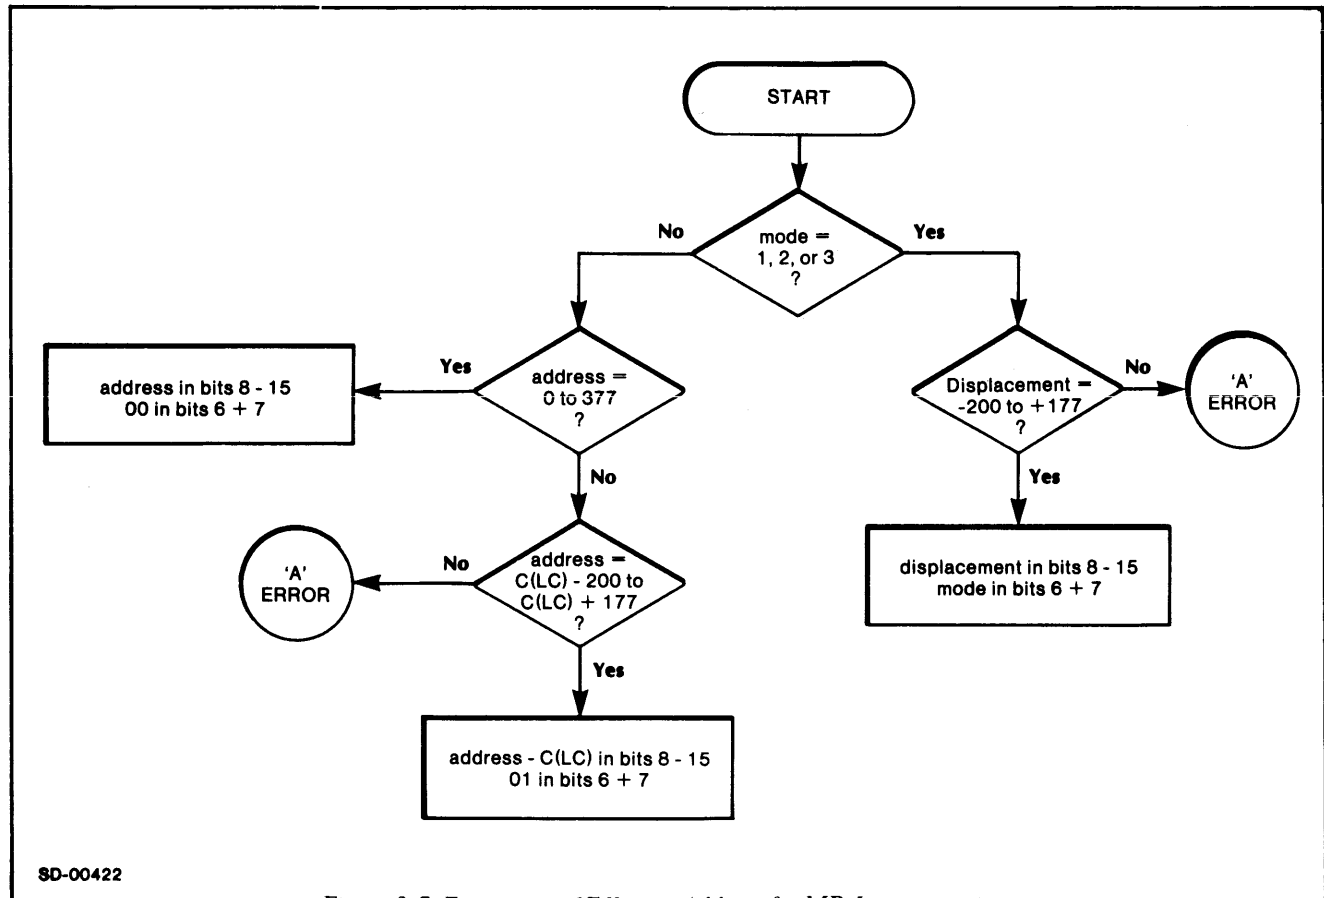 START
No
mode =
1, 2, or 3
?
Yes
Yes
address in bits 8 - 15
00 in bits 6 + 7
address =
0 to 377
?
No
Displacement =
-200 to +177
?
No
'A'
ERROR
Yes
displacement in bits 8 - 15
mode in bits 6 + 7
'A'
ERROR
No
address =
C(LC) - 200 to
C(LC) + 177
?
Yes
address - C(LC) in bits 8 - 15
01 in bits 6 + 7
SD-00422